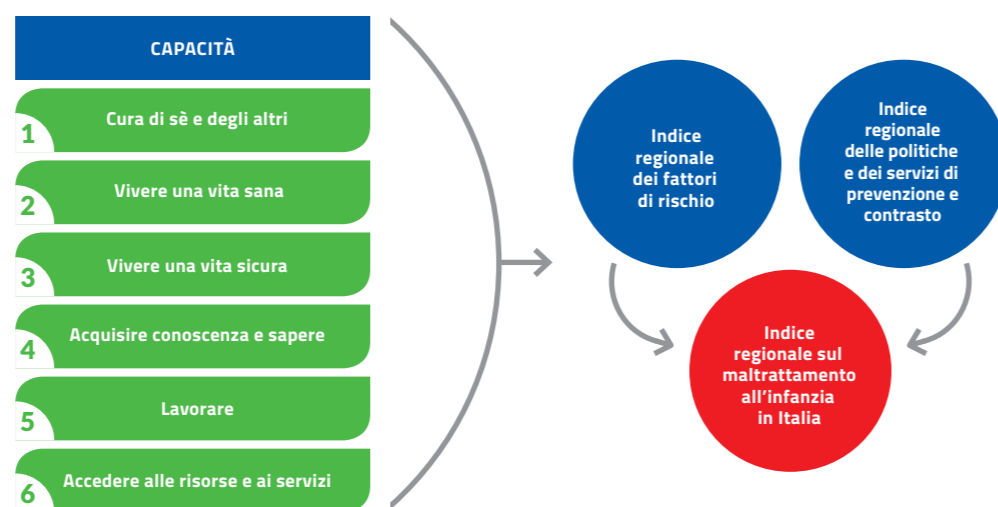 CAPACITÀ
1
Cura di sè e degli altri
2
Vivere una vita sana
3
Vivere una vita sicura
4
Acquisire conoscenza e sapere
5
Lavorare
6
Accedere alle risorse e ai servizi
Indice
regionale
dei fattori
di rischio
Indice
regionale
delle politiche
e dei servizi di
prevenzione e
contrasto
Indice
regionale sul
maltrattamento
all’infanzia
in Italia